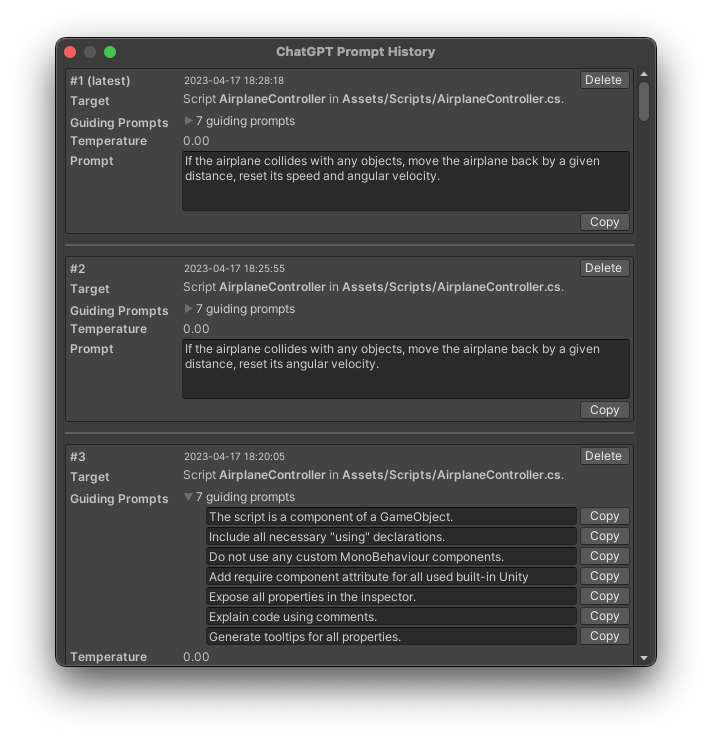 ChatGPT Prompt History
#1 (latest) 2023-04-17 18:28:18 Delete
Target Script AirplaneController in Assets/Scripts/AirplaneController.cs.
Guiding Prompts 7 guiding prompts
Temperature 0.00
Prompt If the airplane collides with any objects, move the airplane back by a given
distance, reset its speed and angular velocity.
Copy
#2 2023-04-17 18:25:55 Delete
Target Script AirplaneController in Assets/Scripts/AirplaneController.cs.
Guiding Prompts 7 guiding prompts
Temperature 0.00
Prompt If the airplane collides with any objects, move the airplane back by a given
distance, reset its angular velocity.
Copy
#3 2023-04-17 18:20:05 Delete
Target Script AirplaneController in Assets/Scripts/AirplaneController.cs.
Guiding Prompts 7 guiding prompts
The script is a component of a GameObject. Copy
Include all necessary "using" declarations. Copy
Do not use any custom MonoBehaviour components. Copy
Add require component attribute for all used built-in Unity Copy
Expose all properties in the inspector. Copy
Explain code using comments. Copy
Generate tooltips for all properties. Copy
Temperature 0.00